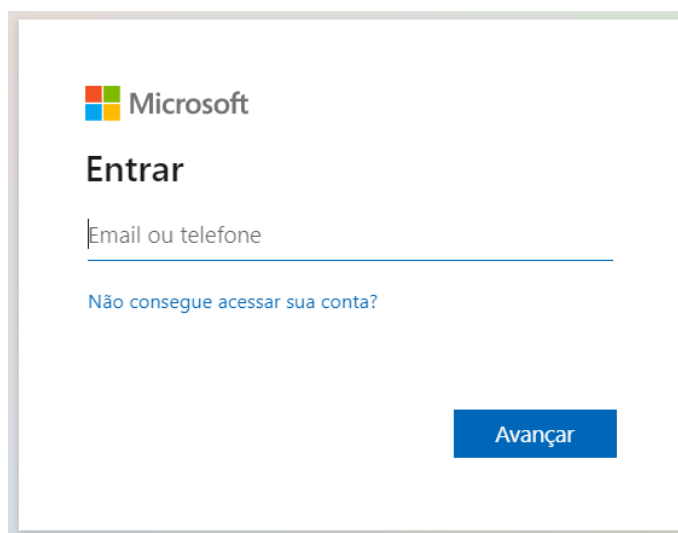 Microsoft
Entrar
Email ou telefone
Não consegue acessar sua conta?
Avançar